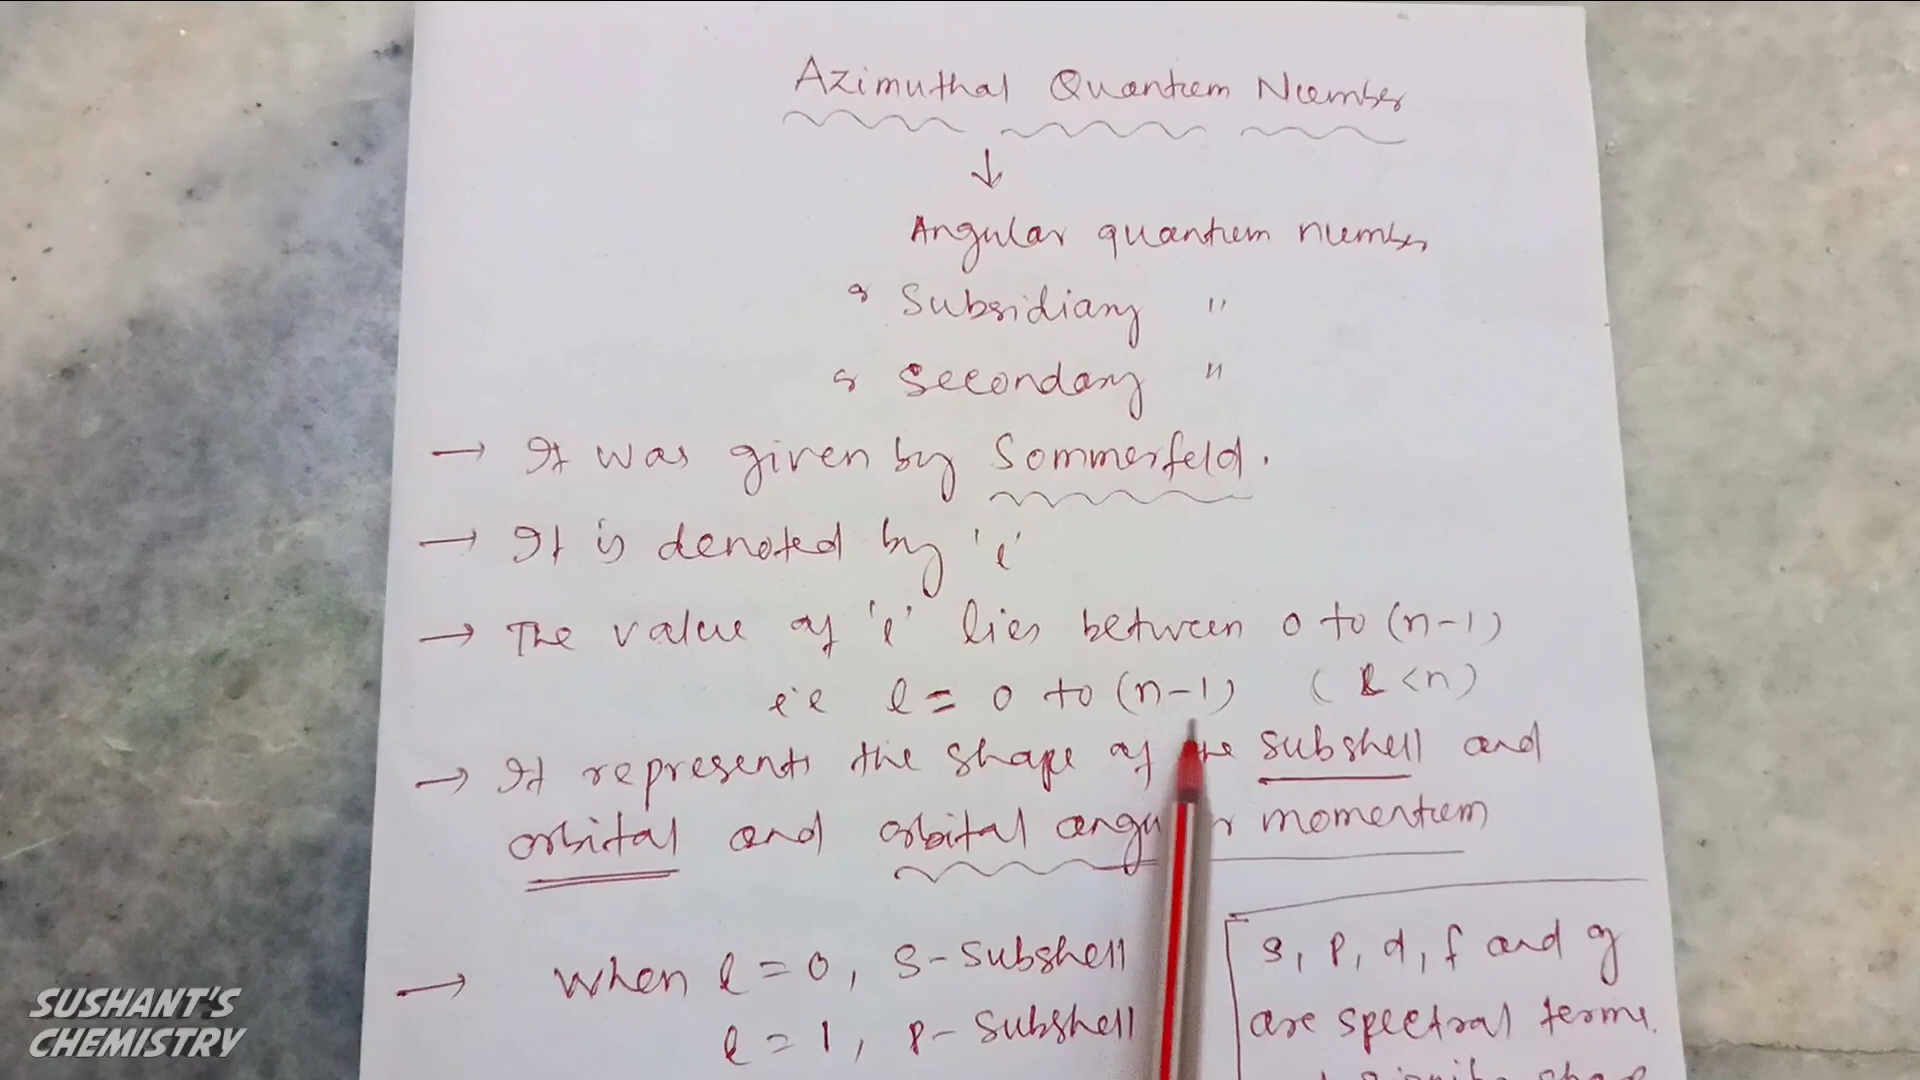 Azimuthal Quantum Number
↓
Angular quantum number
or Subsidiary "
or Secondary "
→ It was given by Sommerfeld.
→ It is denoted by 'l'
→ The value of 'l' lies between 0 to (n-1)
i.e l = 0 to (n-1) (l<n)
→ It represents the shape of the subshell and
orbital and orbital angular momentum
→ When l = 0, s-subshell
l = 1, p-subshell
s, p, d, f and g
are spectral terms.
SUSHANT'S
CHEMISTRY